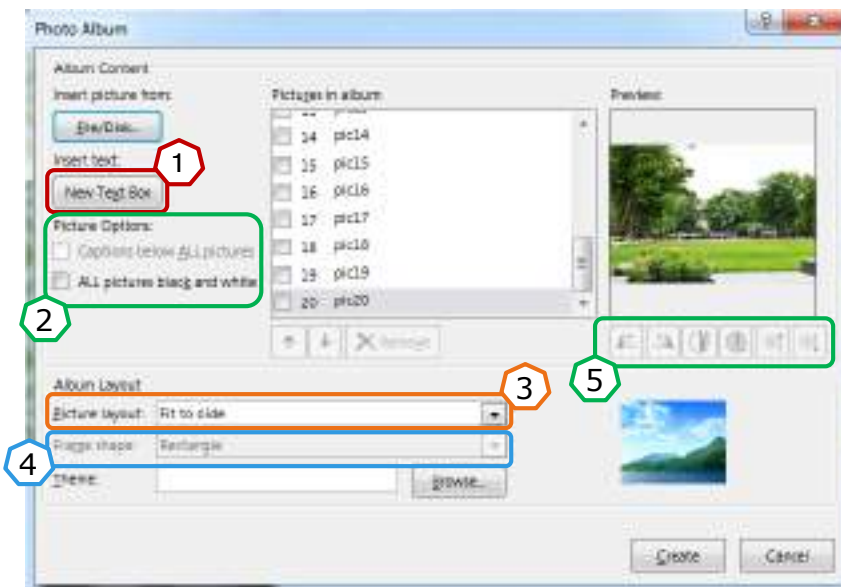 Photo Album
Album Content
Insert picture from:
File/Disk...
Insert text:
New Text Box
Picture Options:
Captions below ALL pictures
ALL pictures black and white
Pictures in album
14 pic14
15 pic15
16 pic16
17 pic17
18 pic18
19 pic19
20 pic20
Remove
Preview:
Album Layout
Picture layout: Fit to slide
Frame shape: Rectangle
Theme:
Browse...
Create
Cancel
1
2
3
4
5